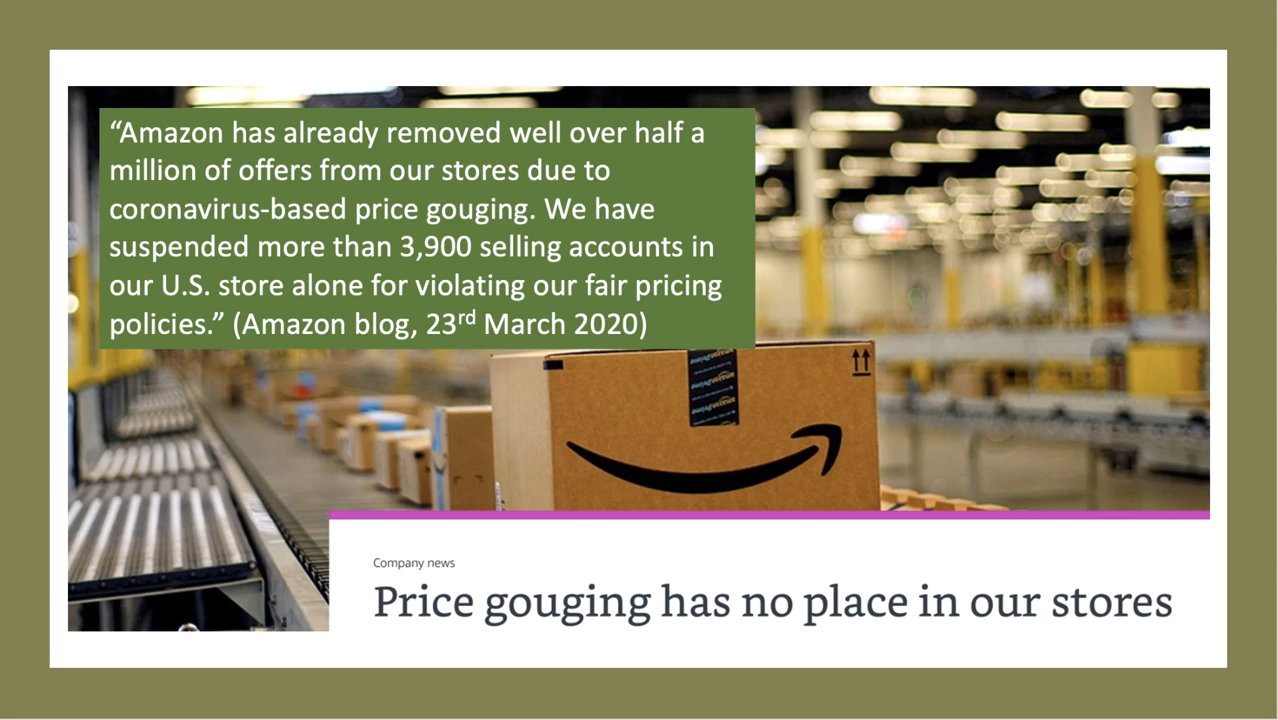 “Amazon has already removed well over half a
million of offers from our stores due to
coronavirus-based price gouging. We have
suspended more than 3,900 selling accounts in
our U.S. store alone for violating our fair pricing
policies.” (Amazon blog, 23rd March 2020)
Company news
Price gouging has no place in our stores